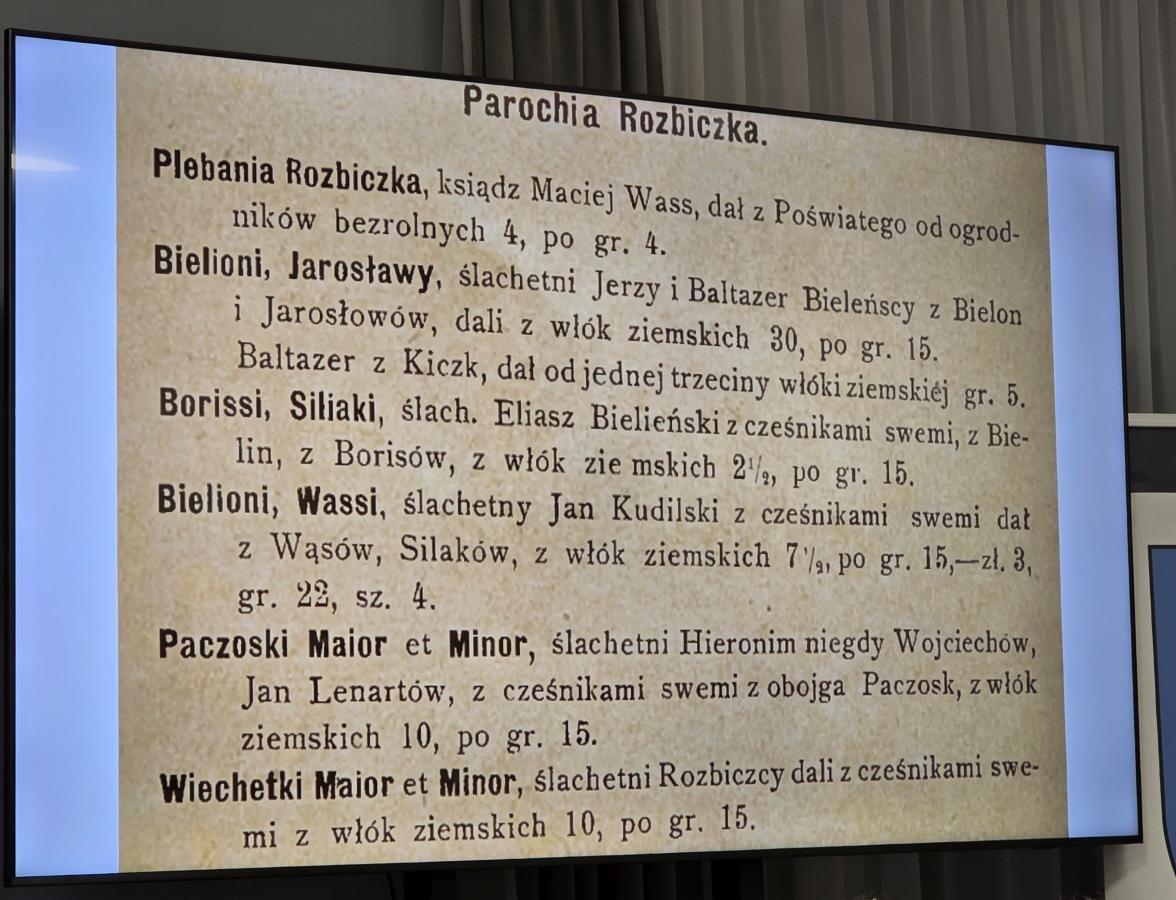 Parochia Rozbiczka.
Plebania Rozbiczka, ksiądz Maciej Wass, dał z Poświatego od ogrod-
ników bezrolnych 4, po gr. 4.
Bielioni, Jarosławy, ślachetni Jerzy i Baltazer Bieleńscy z Bielon
i Jarosłowów, dali z włók ziemskich 30, po gr. 15.
Baltazer z Kiczk, dał od jednej trzeciny włóki ziemskiéj gr. 5.
Borissi, Siliaki, ślach. Eliasz Bielieński z cześnikami swemi, z Bie-
lin, z Borisów, z włók zie mskich 2¹/₂, po gr. 15.
Bielioni, Wassi, ślachetny Jan Kudilski z cześnikami swemi dał
z Wąsów, Silaków, z włók ziemskich 7¹/₂, po gr. 15,—zł. 3,
gr. 22, sz. 4.
Paczoski Maior et Minor, ślachetni Hieronim niegdy Wojciechów,
Jan Lenartów, z cześnikami swemi z obojga Paczosk, z włók
ziemskich 10, po gr. 15.
Wiechetki Maior et Minor, ślachetni Rozbiczcy dali z cześnikami swe-
mi z włók ziemskich 10, po gr. 15.